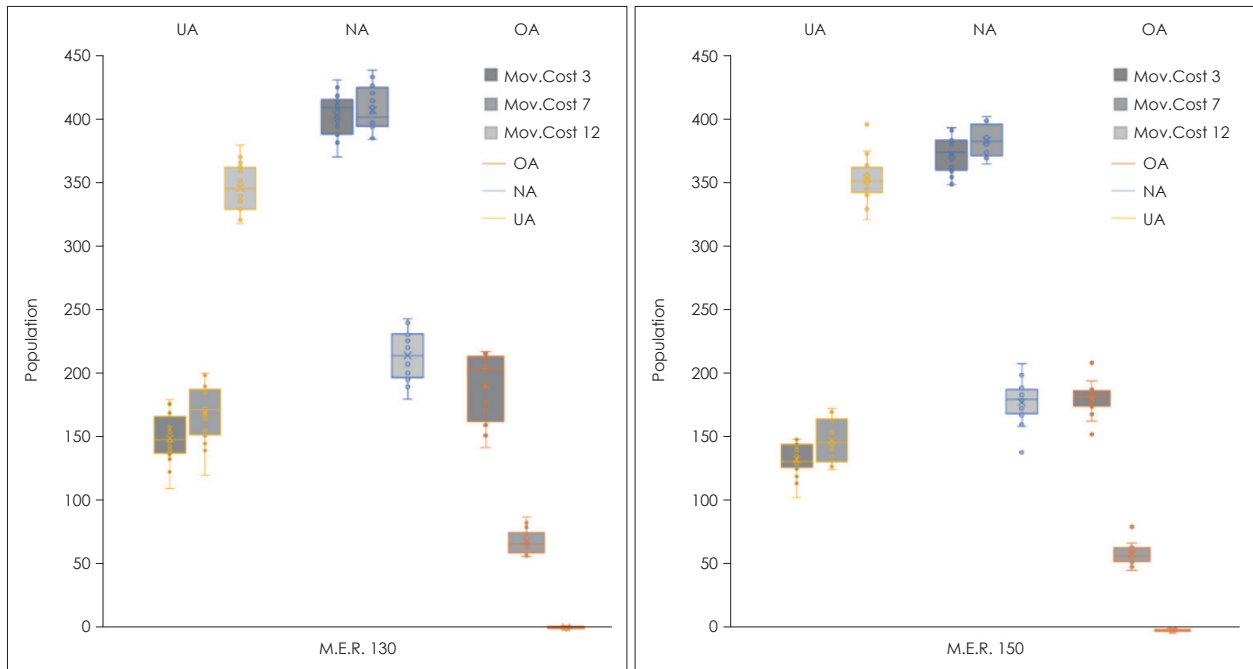 UA NA OA
450
400
350
300
250
200
150
100
50
0
Population
Mov.Cost 3
Mov.Cost 7
Mov.Cost 12
OA
NA
UA
M.E.R. 130
UA NA OA
450
400
350
300
250
200
150
100
50
0
Population
Mov.Cost 3
Mov.Cost 7
Mov.Cost 12
OA
NA
UA
M.E.R. 150